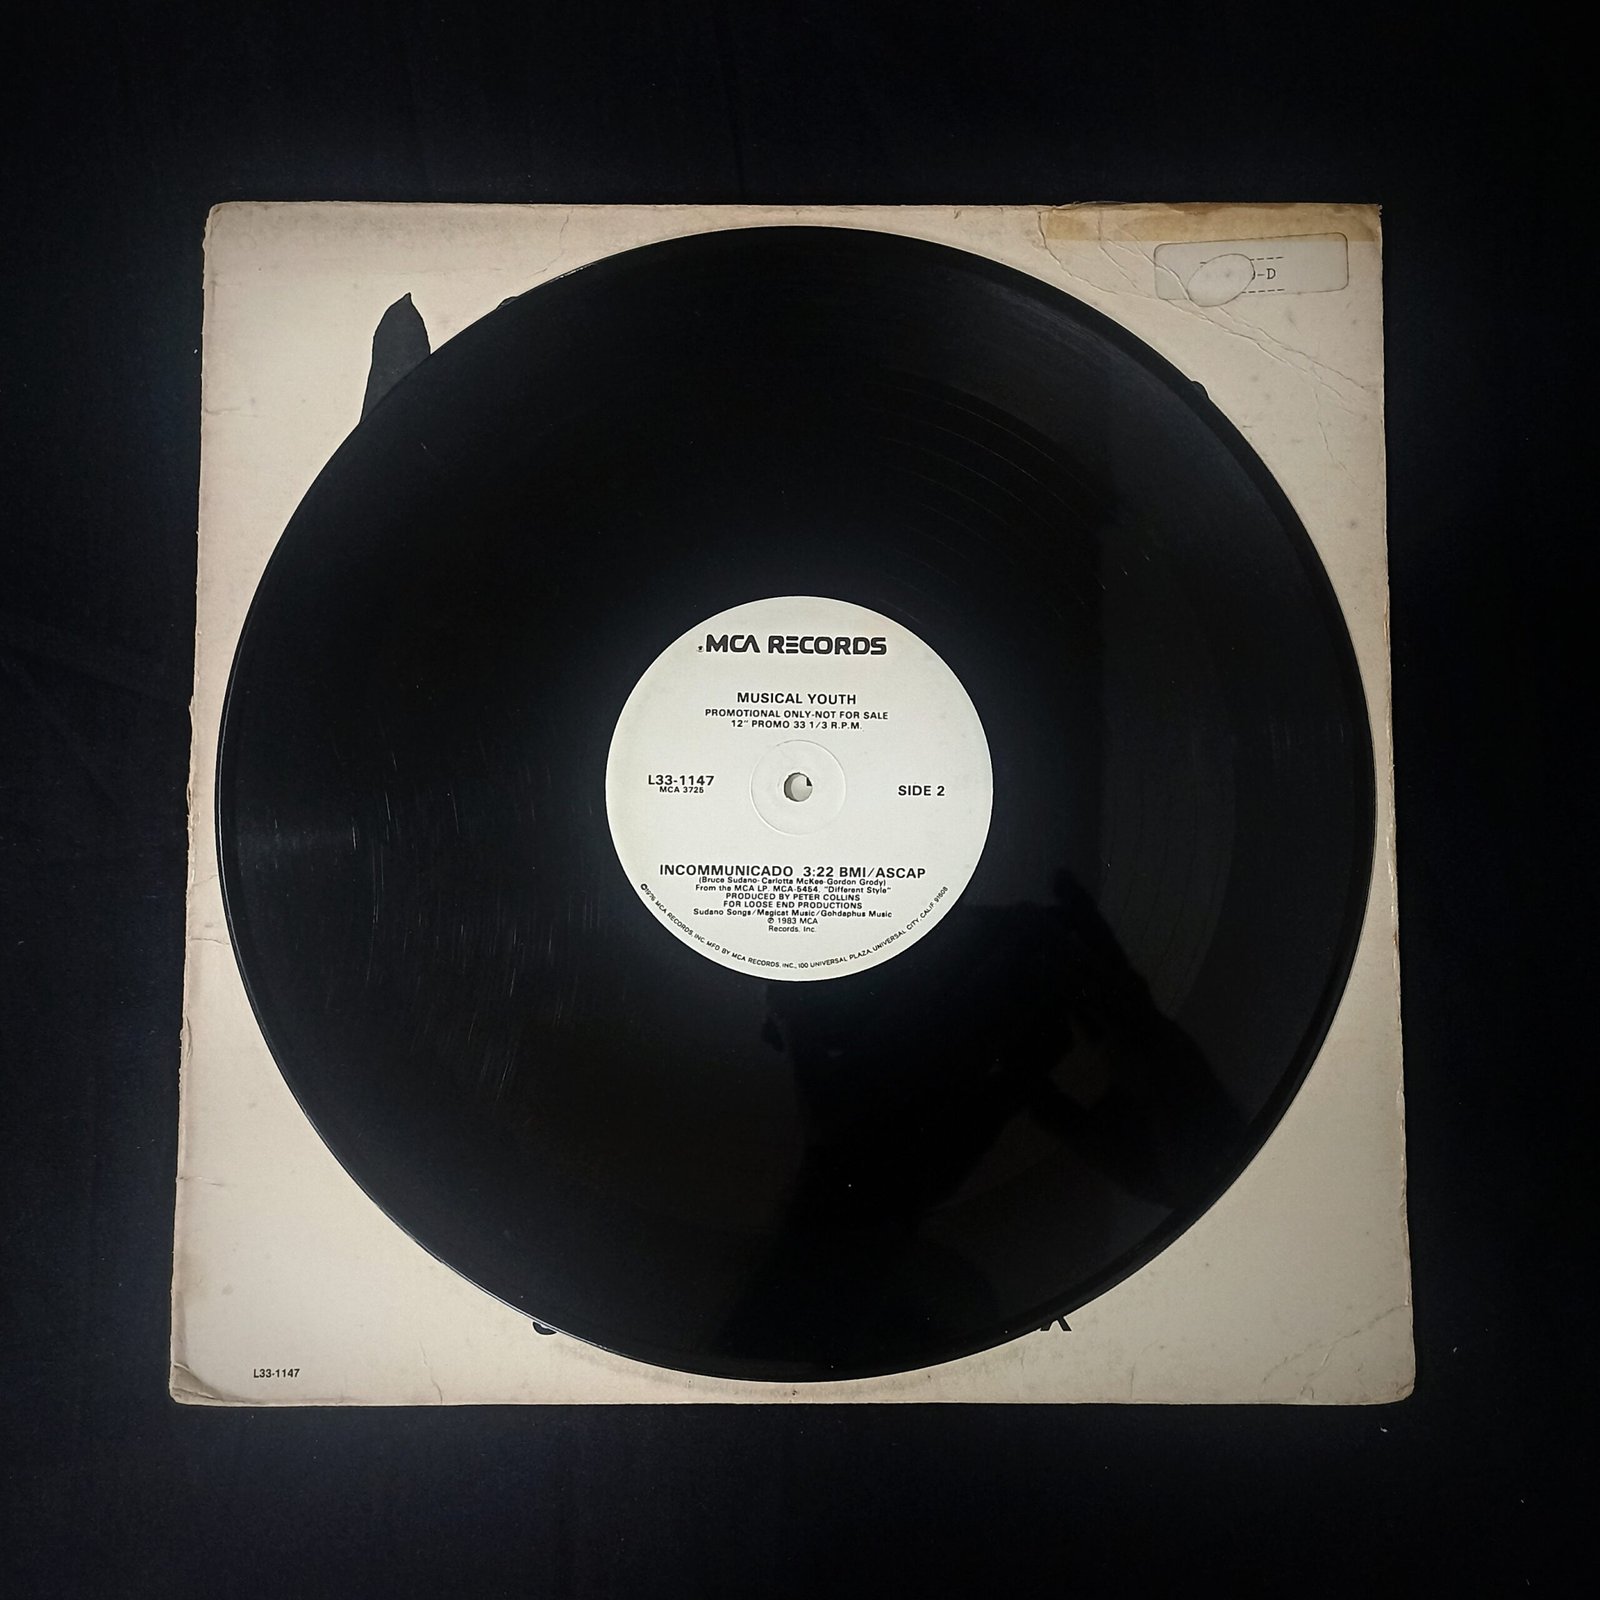 -D
MCA RECORDS
MUSICAL YOUTH
PROMOTIONAL ONLY-NOT FOR SALE
12" PROMO 33 1/3 R.P.M.
L33-1147
MCA 3725
SIDE 2
INCOMMUNICADO 3:22 BMI/ASCAP
(Bruce Sudano-Carlotta McKee-Gordon Grody)
From the MCA LP. MCA-5454. "Different Style"
PRODUCED BY PETER COLLINS
FOR LOOSE END PRODUCTIONS
Sudano Songs/Magicat Music/Gohdaphus Music
℗ 1983 MCA
Records, Inc.
©1976 MCA RECORDS, INC. MFD BY MCA RECORDS, INC., 100 UNIVERSAL PLAZA, UNIVERSAL CITY, CALIF. 91608
L33-1147